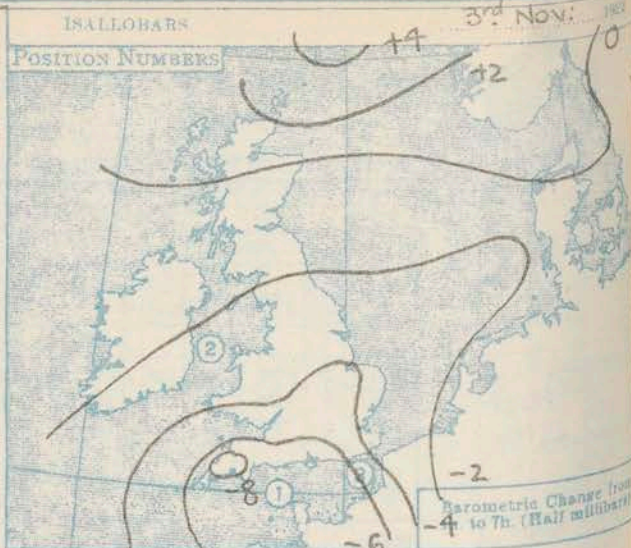 ISALLOBARS
3rd Nov:
POSITION NUMBERS
+4
+2
0
2
-8
1
3
-2
-4
-6
Barometric Change from
to 7h. (Half millibars